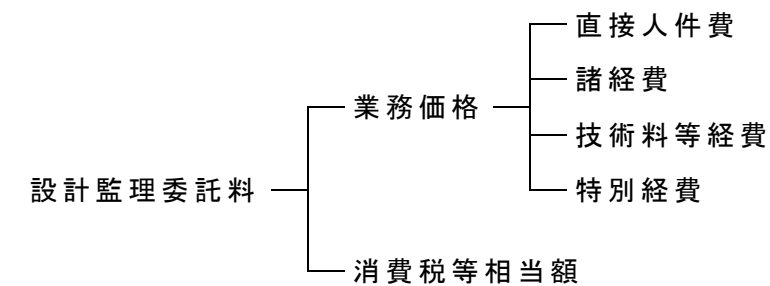 直接人件費
諸経費
業務価格
技術料等経費
設計監理委託料
特別経費
消費税等相当額